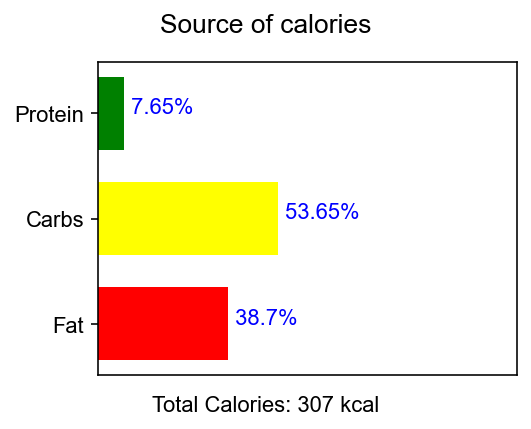 Source of calories
Protein 7.65%
Carbs 53.65%
Fat 38.7%
Total Calories: 307 kcal